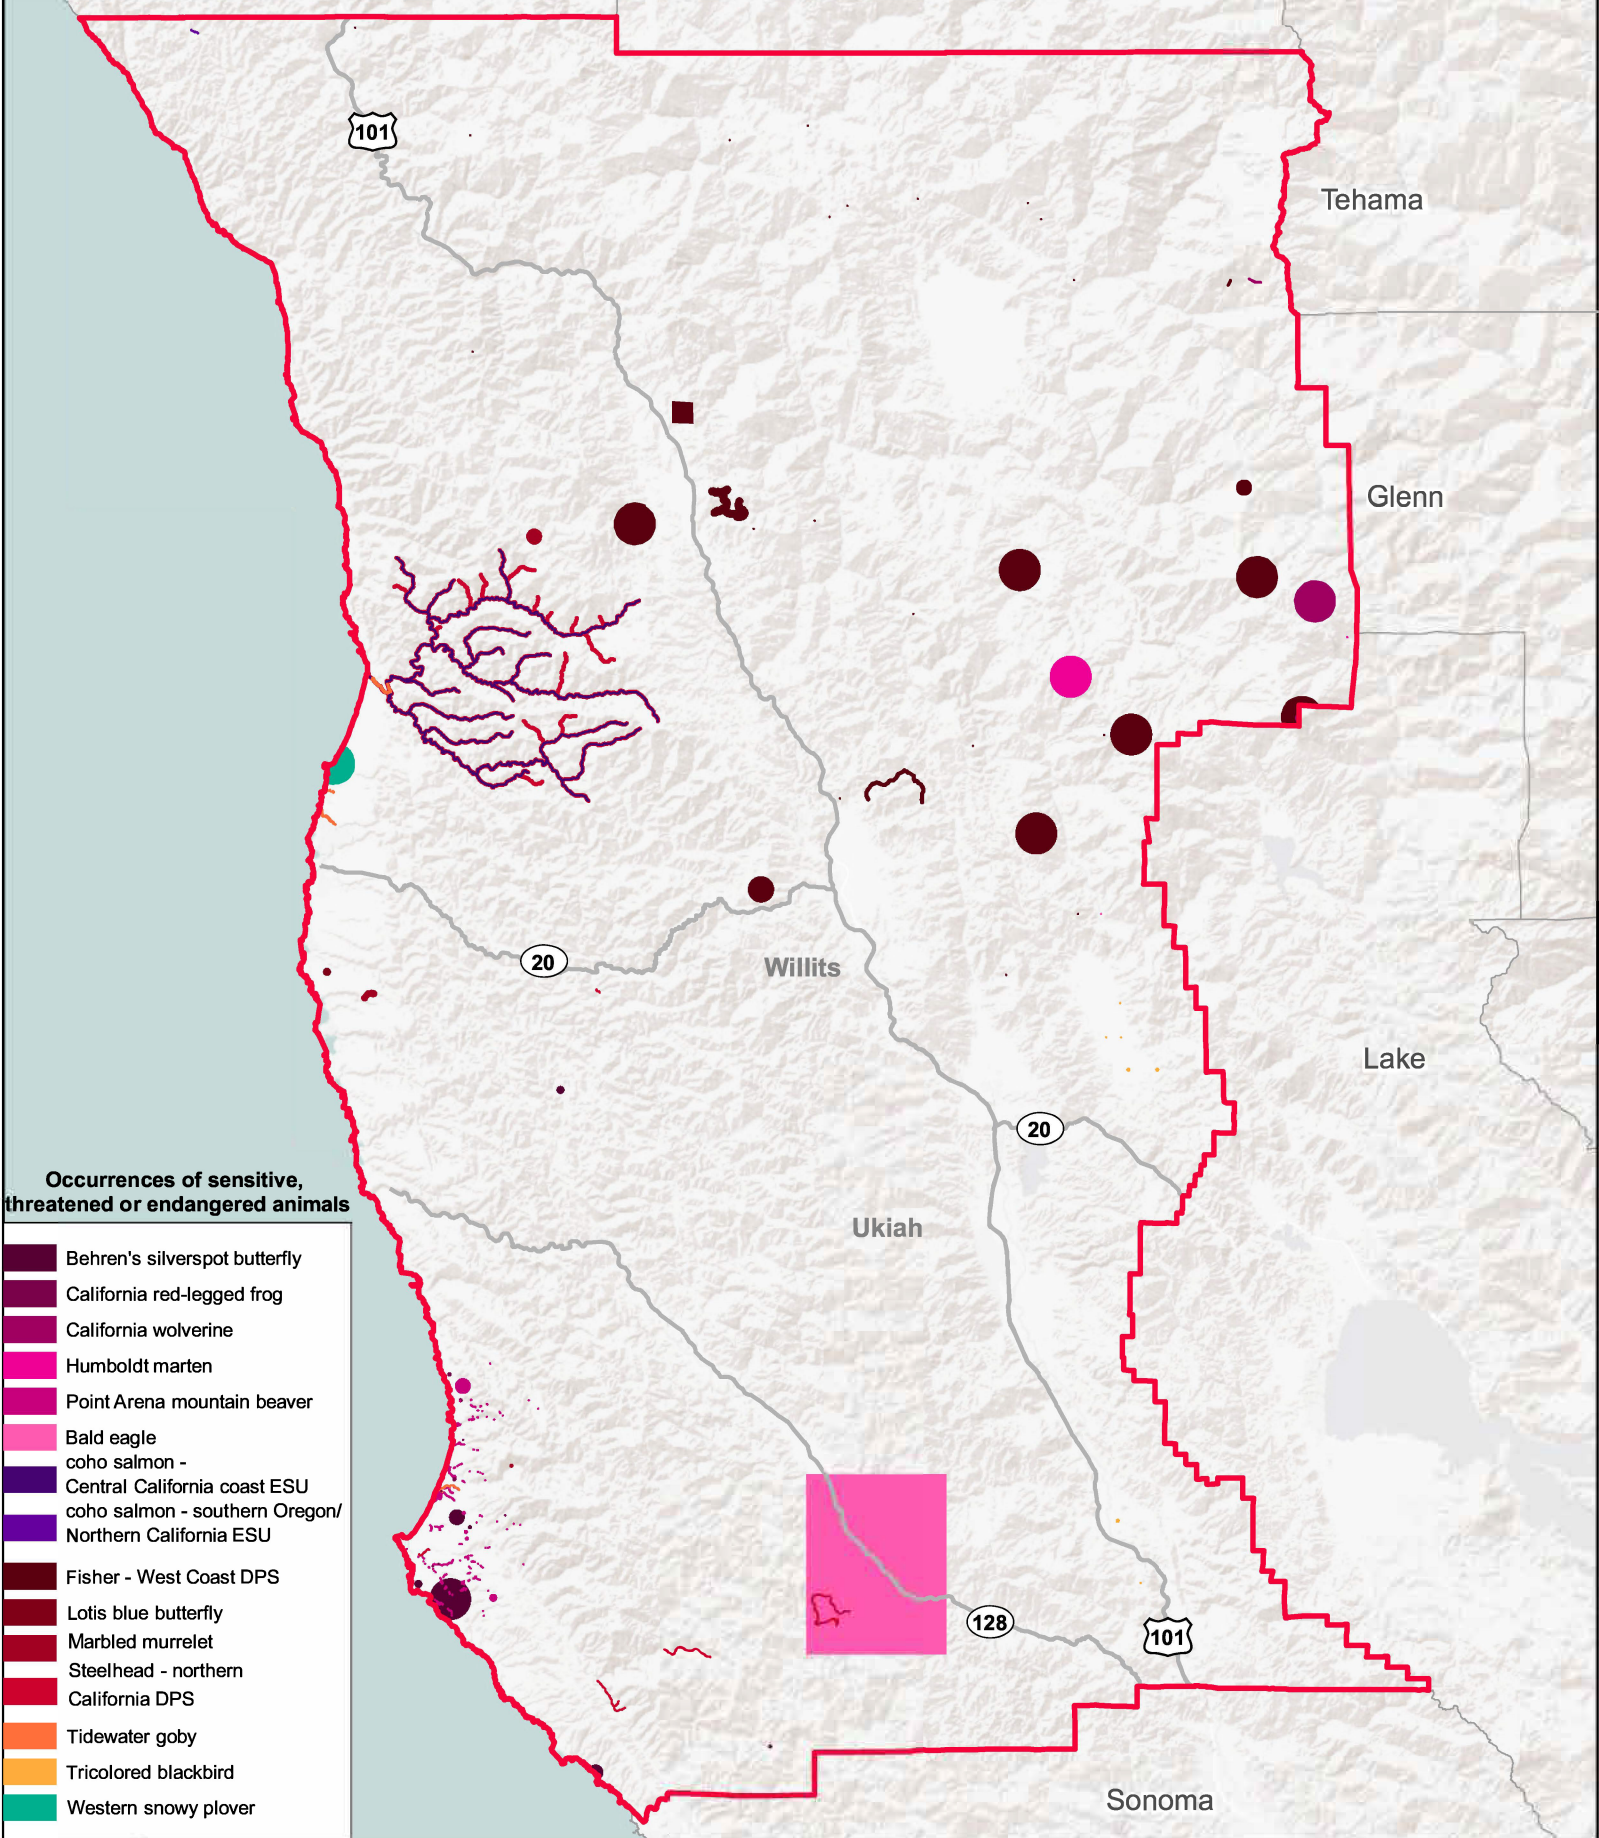 101
Tehama
Glenn
20
Willits
Lake
20
Occurrences of sensitive,
threatened or endangered animals
Ukiah
Behren's silverspot butterfly
California red-legged frog
California wolverine
Humboldt marten
Point Arena mountain beaver
Bald eagle
coho salmon -
Central California coast ESU
coho salmon - southern Oregon/
Northern California ESU
Fisher - West Coast DPS
Lotis blue butterfly
Marbled murrelet
Steelhead - northern
California DPS
Tidewater goby
Tricolored blackbird
Western snowy plover
128
101
Sonoma